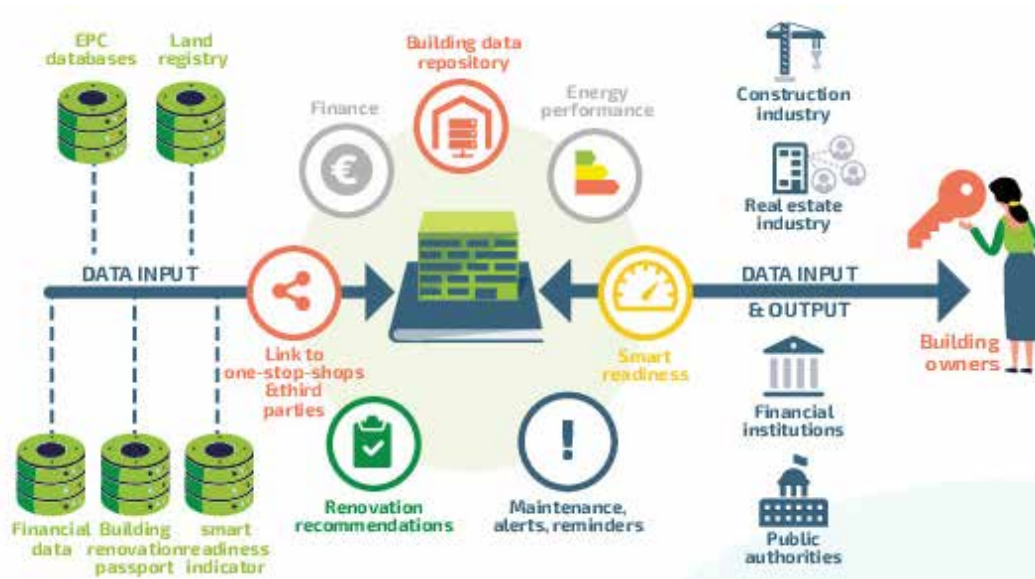 EPC
databases
Land
registry
Building data
repository
Finance
Energy
performance
Construction
industry
Real estate
industry
DATA INPUT
DATA INPUT
& OUTPUT
Link to
one-stop-shops
&third
parties
Smart
readiness
Building
owners
Financial
institutions
Renovation
recommendations
Maintenance,
alerts, reminders
Public
authorities
Financial
data
Building
renovation
passport
smart
readiness
indicator